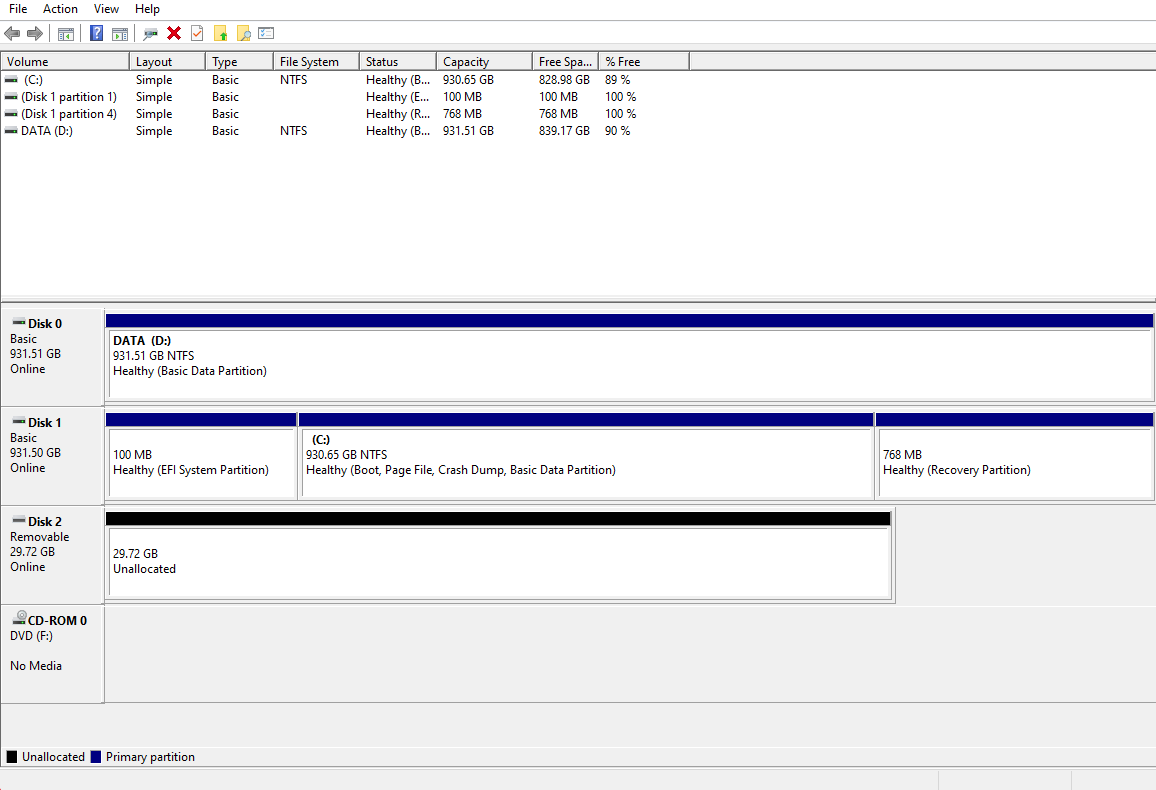 File Action View Help
Volume Layout Type File System Status Capacity Free Spa... % Free
(C:) Simple Basic NTFS Healthy (B... 930.65 GB 828.98 GB 89 %
(Disk 1 partition 1) Simple Basic Healthy (E... 100 MB 100 MB 100 %
(Disk 1 partition 4) Simple Basic Healthy (R... 768 MB 768 MB 100 %
DATA (D:) Simple Basic NTFS Healthy (B... 931.51 GB 839.17 GB 90 %
Disk 0
Basic
931.51 GB
Online
DATA (D:)
931.51 GB NTFS
Healthy (Basic Data Partition)
Disk 1
Basic
931.50 GB
Online
100 MB
Healthy (EFI System Partition)
(C:)
930.65 GB NTFS
Healthy (Boot, Page File, Crash Dump, Basic Data Partition)
768 MB
Healthy (Recovery Partition)
Disk 2
Removable
29.72 GB
Online
29.72 GB
Unallocated
CD-ROM 0
DVD (F:)
No Media
Unallocated Primary partition